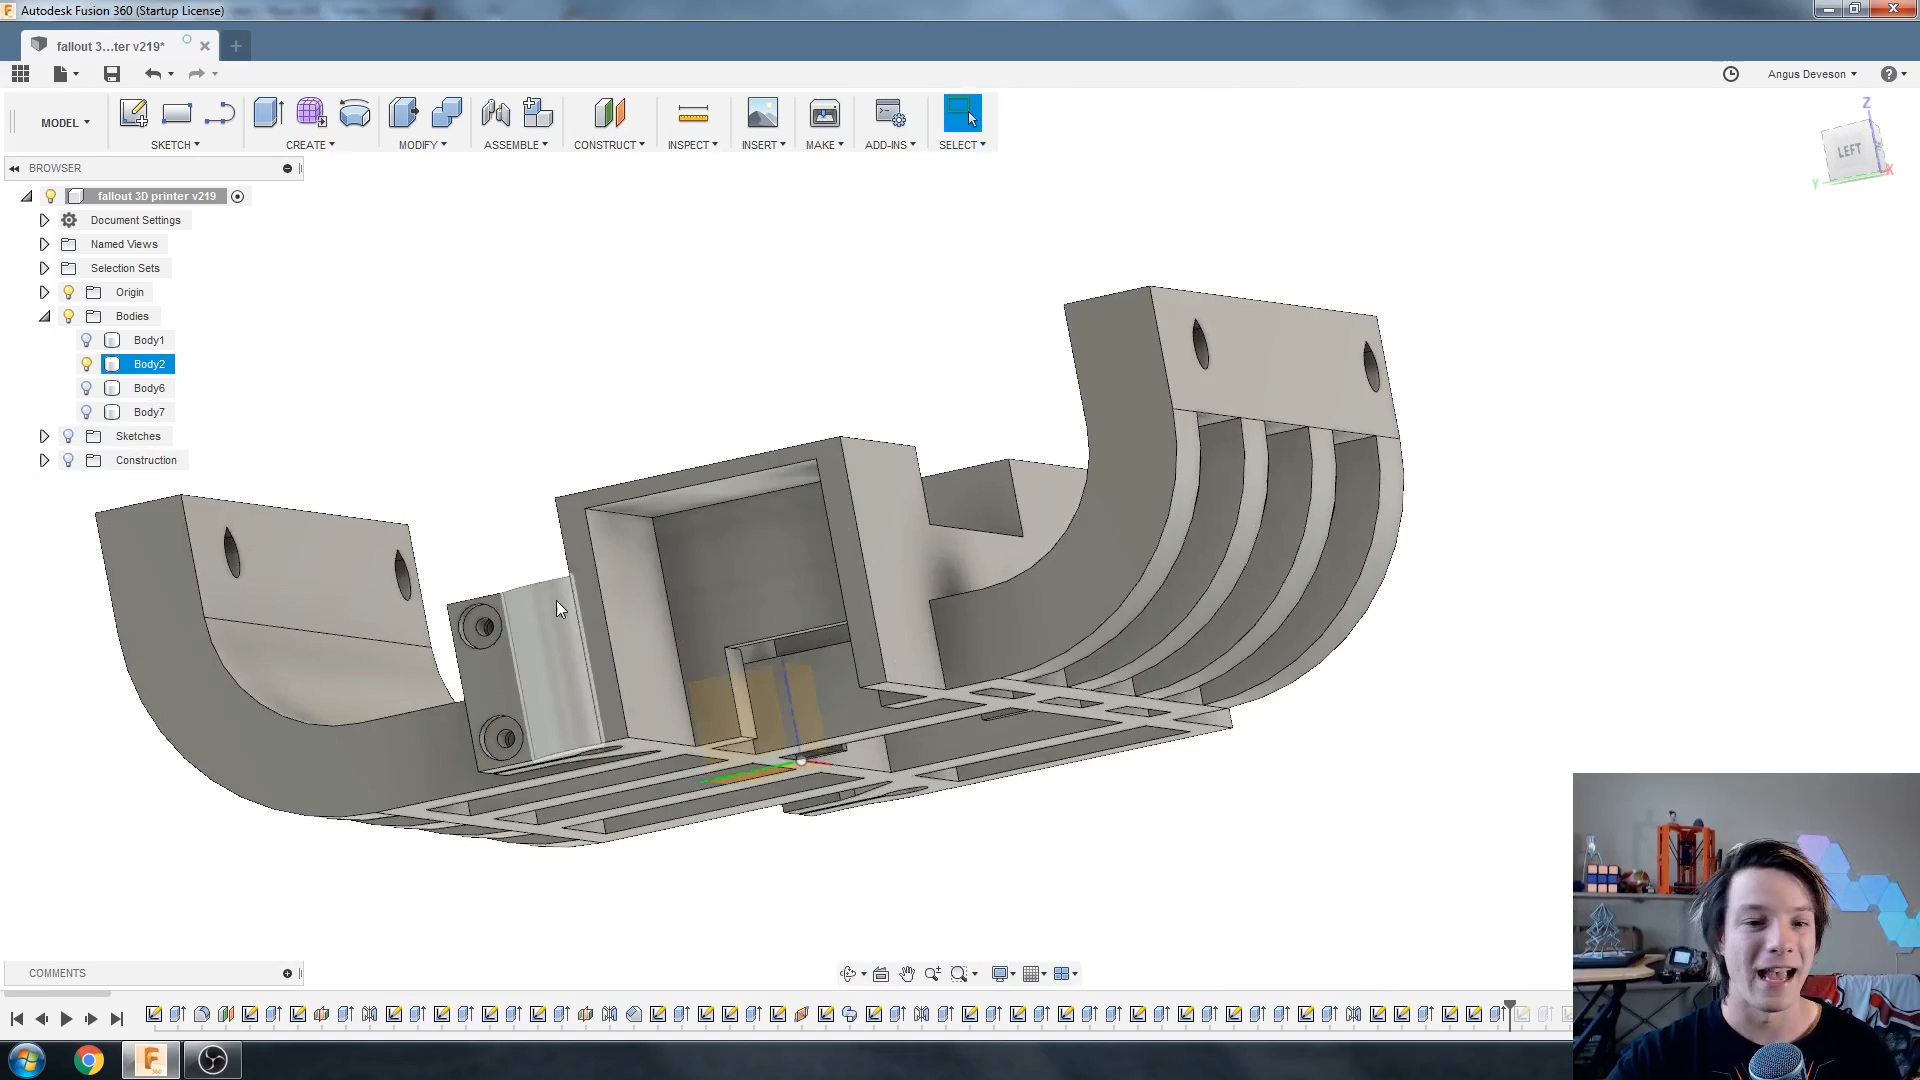 Autodesk Fusion 360 (Startup License)
fallout 3...ter v219*
Angus Deveson
MODEL
SKETCH
CREATE
MODIFY
ASSEMBLE
CONSTRUCT
INSPECT
INSERT
MAKE
ADD-INS
SELECT
Z
LEFT
Y
X
BROWSER
fallout 3D printer v219
Document Settings
Named Views
Selection Sets
Origin
Bodies
Body1
Body2
Body6
Body7
Sketches
Construction
COMMENTS